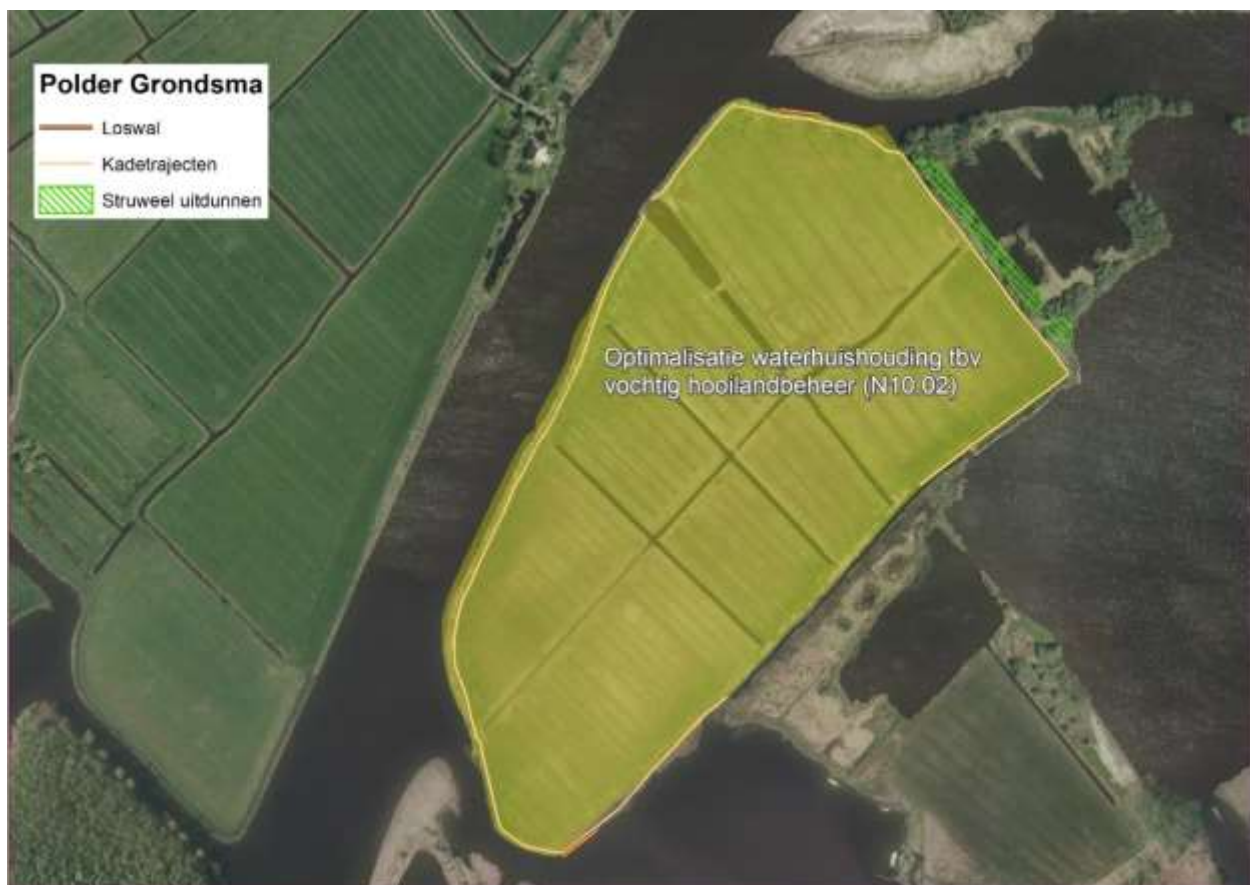 Polder Grondsma
Loswal
Kadetrajecten
Struweel uitdunnen
Optimalisatie waterhuishouding tbv
vochtig hooilandbeheer (N10.02)